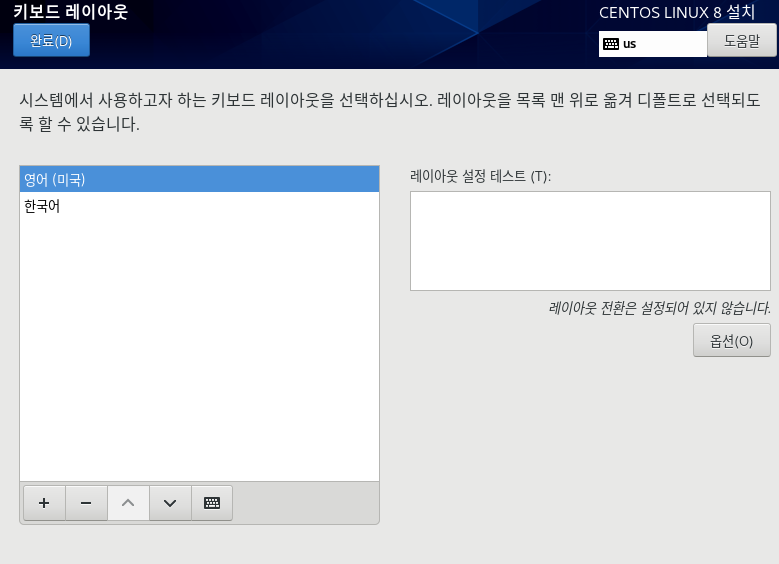 키보드 레이아웃
CENTOS LINUX 8 설치
완료(D)
us
도움말
시스템에서 사용하고자 하는 키보드 레이아웃을 선택하십시오. 레이아웃을 목록 맨 위로 옮겨 디폴트로 선택되도
록 할 수 있습니다.
영어 (미국)
한국어
레이아웃 설정 테스트 (T):
레이아웃 전환은 설정되어 있지 않습니다.
옵션(O)